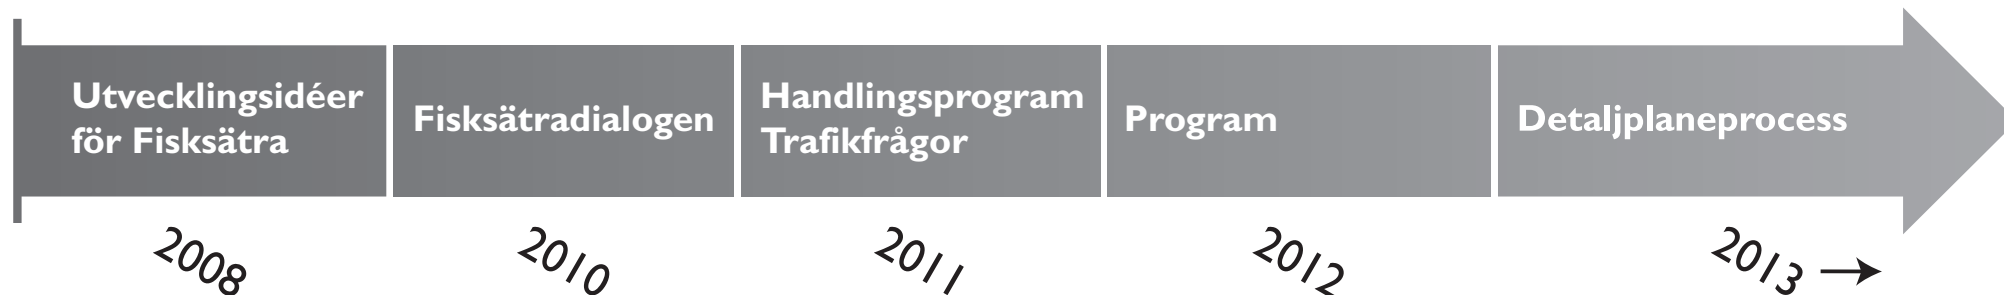 Utvecklingsidéer
för Fisksätra
Fisksätradialogen
Handlingsprogram
Trafikfrågor
Program
Detaljplaneprocess
2008
2010
2011
2012
2013 →